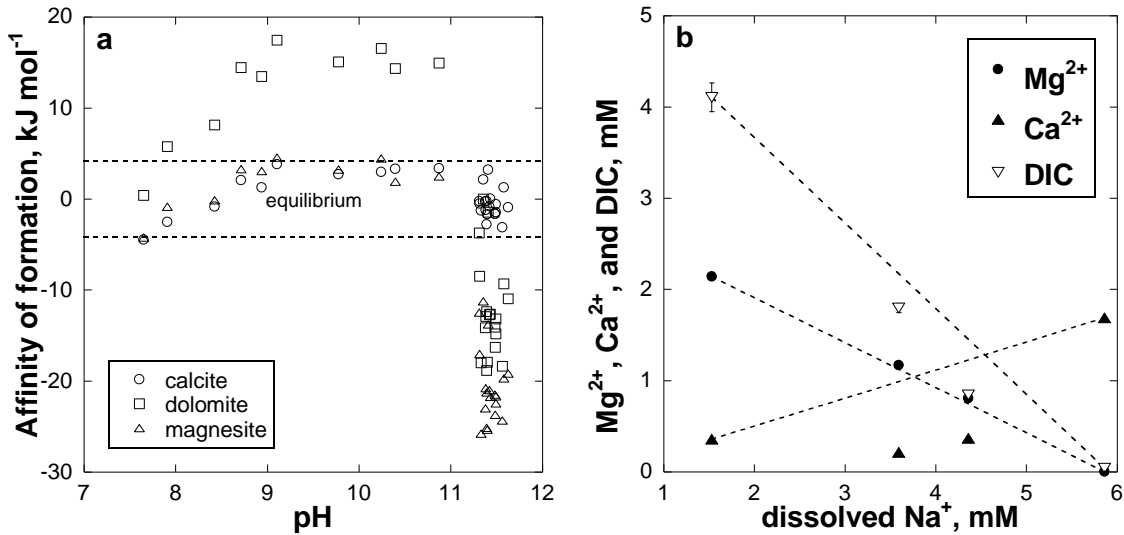 a
Affinity of formation, kJ mol⁻¹
20
10
0
-10
-20
-30
equilibrium
calcite
dolomite
magnesite
7 8 9 10 11 12
pH
b
Mg²⁺, Ca²⁺, and DIC, mM
5
4
3
2
1
0
Mg²⁺
Ca²⁺
DIC
1 2 3 4 5 6
dissolved Na⁺, mM